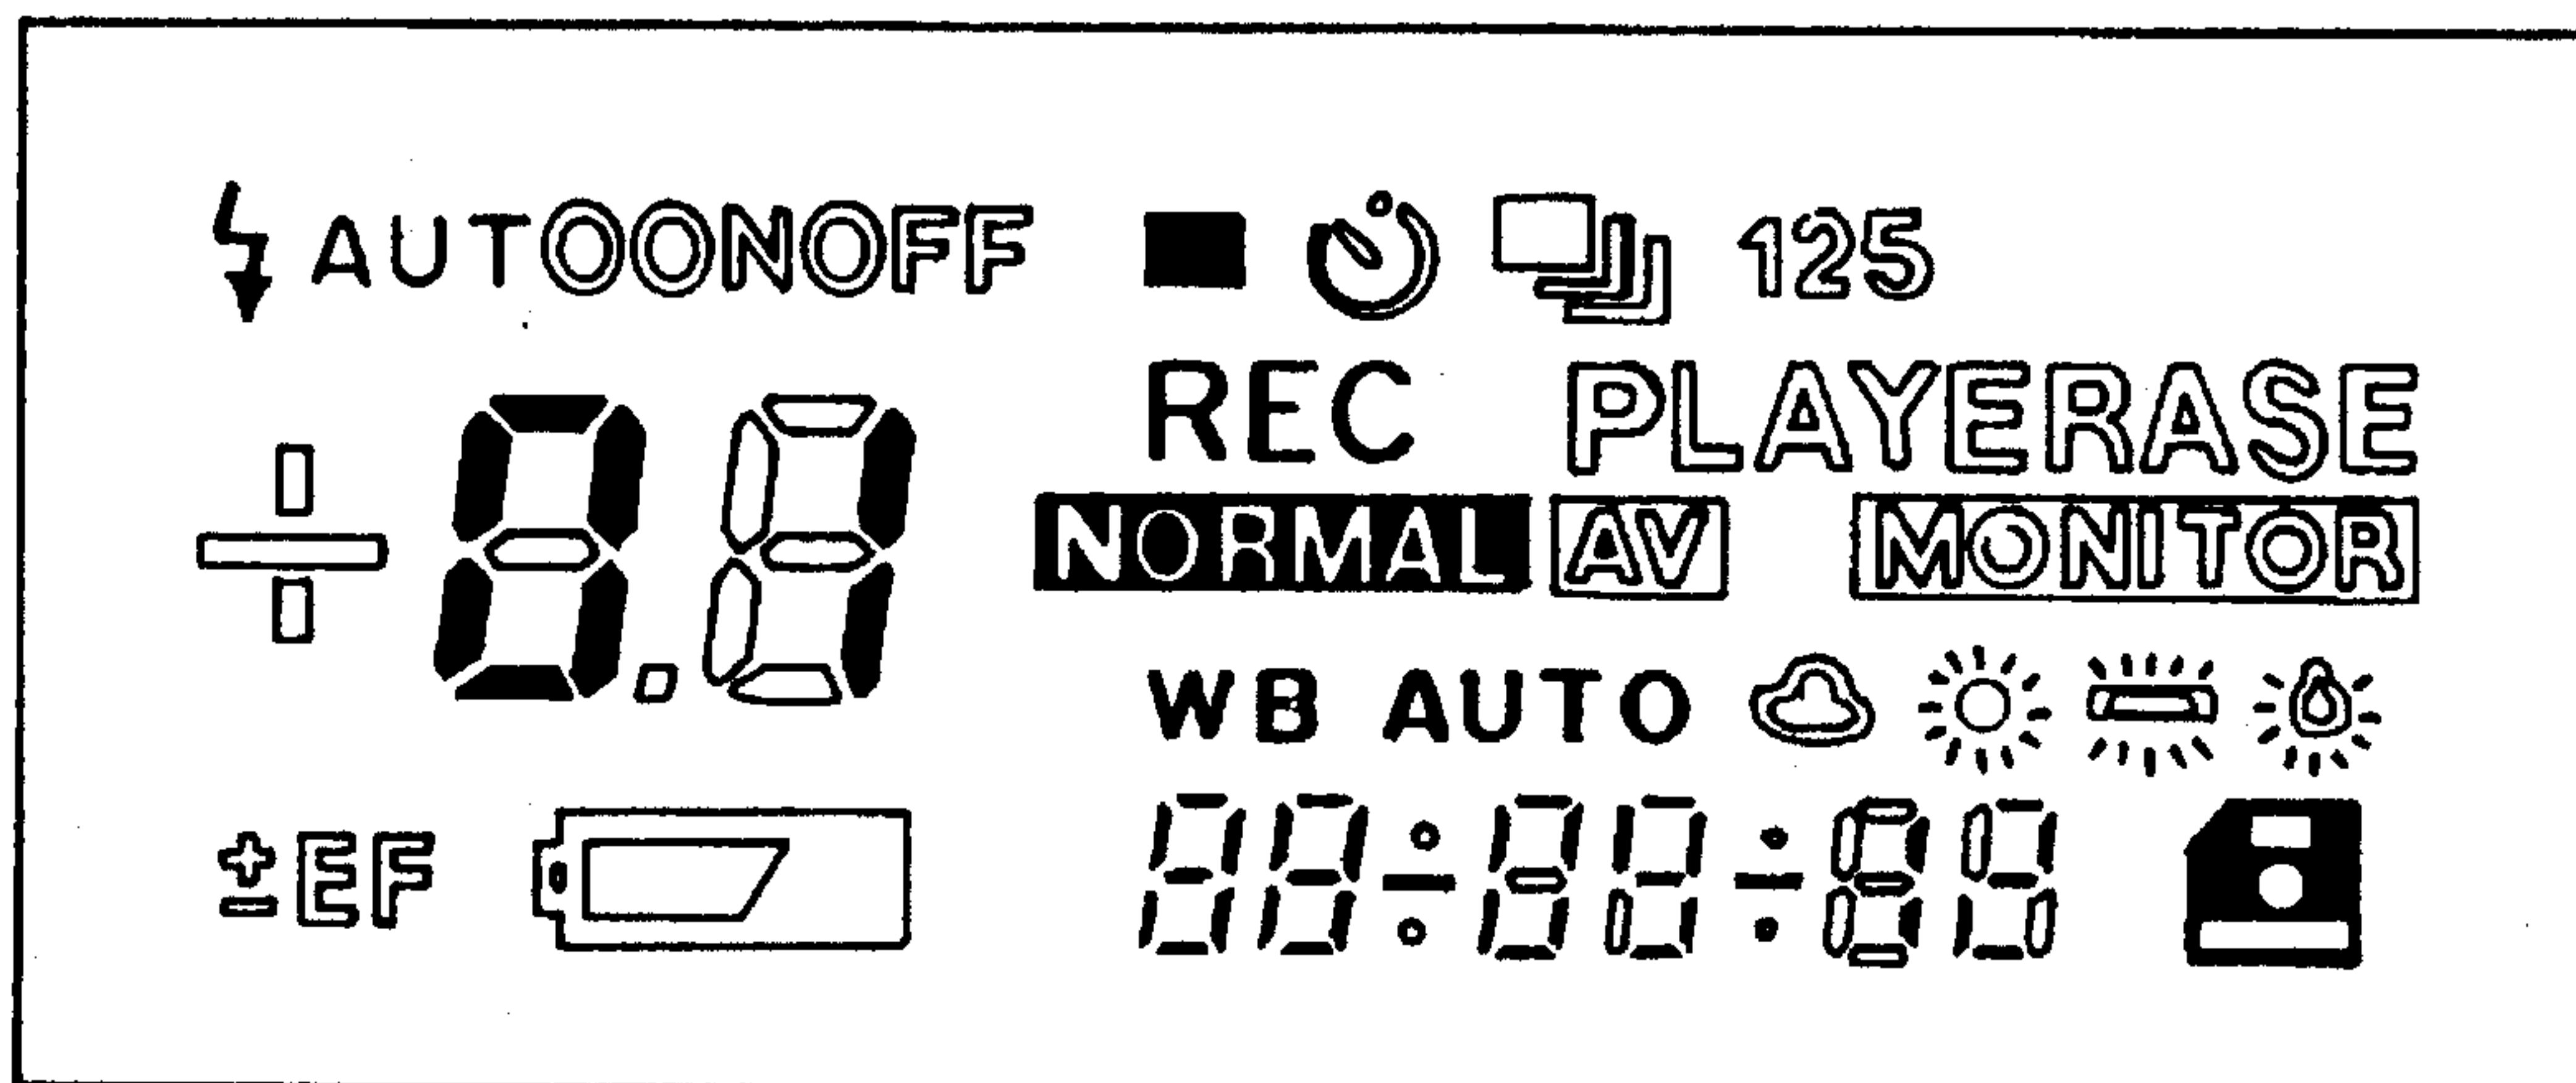 AUTOONOFF 125
REC PLAYERASE
NORMAL AV MONITOR
WB AUTO
±EF